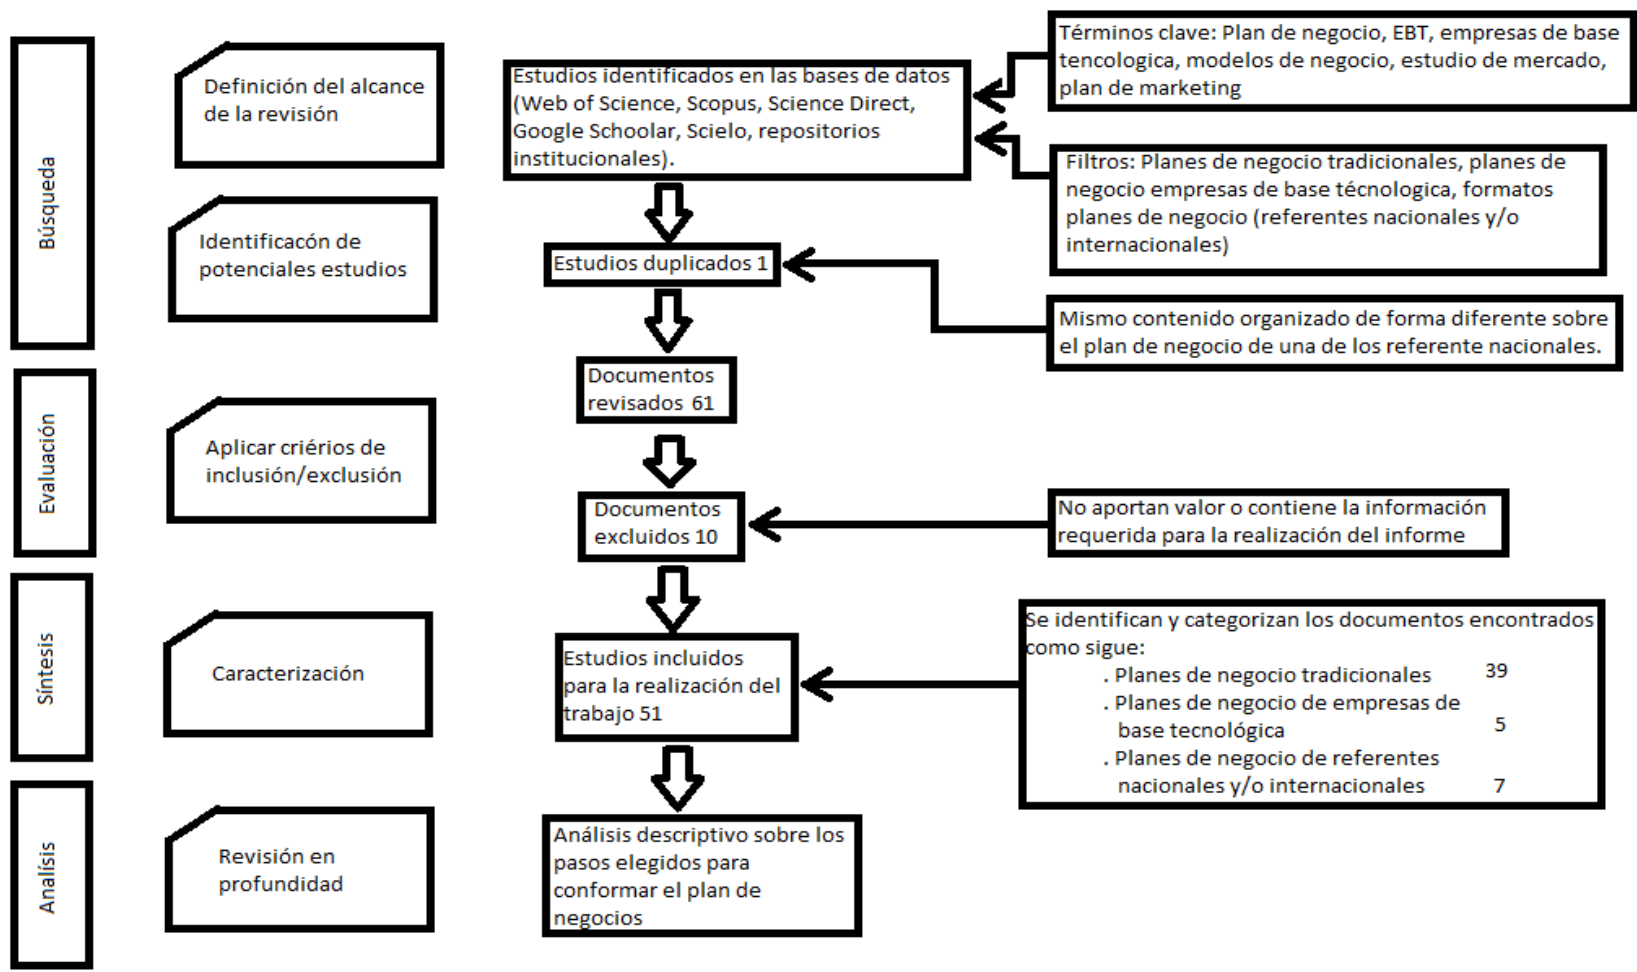 Búsqueda
Definición del alcance
de la revisión
Identificacón de
potenciales estudios
Estudios identificados en las bases de datos
(Web of Science, Scopus, Science Direct,
Google Schoolar, Scielo, repositorios
institucionales).
Términos clave: Plan de negocio, EBT, empresas de base
tencologica, modelos de negocio, estudio de mercado,
plan de marketing
Filtros: Planes de negocio tradicionales, planes de
negocio empresas de base técnologica, formatos
planes de negocio (referentes nacionales y/o
internacionales)
Estudios duplicados 1
Mismo contenido organizado de forma diferente sobre
el plan de negocio de una de los referente nacionales.
Documentos
revisados 61
Evaluación
Aplicar criérios de
inclusión/exclusión
Documentos
excluidos 10
No aportan valor o contiene la información
requerida para la realización del informe
Síntesis
Caracterización
Estudios incluidos
para la realización del
trabajo 51
Se identifican y categorizan los documentos encontrados
como sigue:
. Planes de negocio tradicionales 39
. Planes de negocio de empresas de
base tecnológica 5
. Planes de negocio de referentes
nacionales y/o internacionales 7
Analísis
Revisión en
profundidad
Análisis descriptivo sobre los
pasos elegidos para
conformar el plan de
negocios